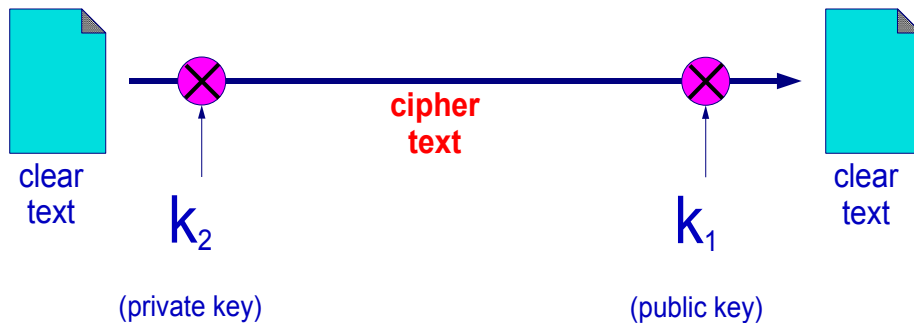 cipher
text
clear
text
clear
text
k₂
k₁
(private key)
(public key)